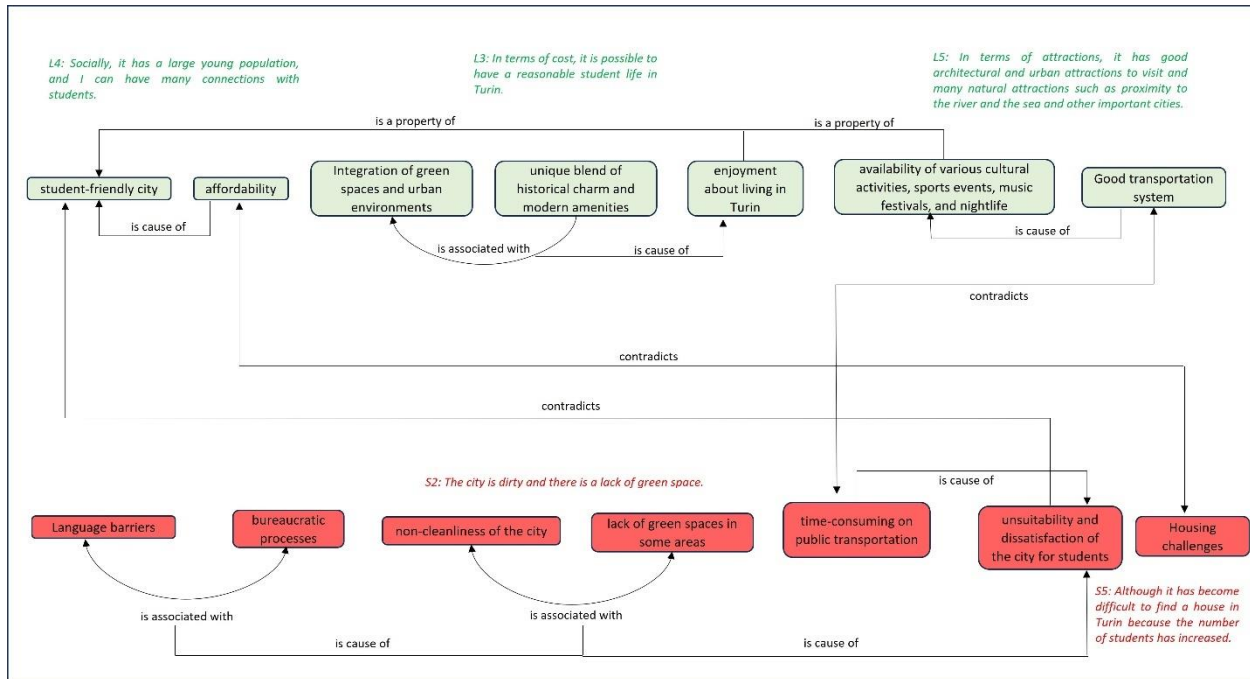 L4: Socially, it has a large young population,
and I can have many connections with
students.
L3: In terms of cost, it is possible to
have a reasonable student life in
Turin.
L5: In terms of attractions, it has good
architectural and urban attractions to visit and
many natural attractions such as proximity to
the river and the sea and other important cities.
is a property of
is a property of
student-friendly city
affordability
Integration of green
spaces and urban
environments
unique blend of
historical charm and
modern amenities
enjoyment
about living in
Turin
availability of various cultural
activities, sports events, music
festivals, and nightlife
Good transportation
system
is cause of
is associated with
is cause of
is cause of
contradicts
contradicts
contradicts
S2: The city is dirty and there is a lack of green space.
is cause of
Language barriers
bureaucratic
processes
non-cleanliness of the city
lack of green spaces in
some areas
time-consuming on
public transportation
unsuitability and
dissatisfaction of
the city for students
Housing
challenges
is associated with
is associated with
S5: Although it has become
difficult to find a house in
Turin because the number
of students has increased.
is cause of
is cause of